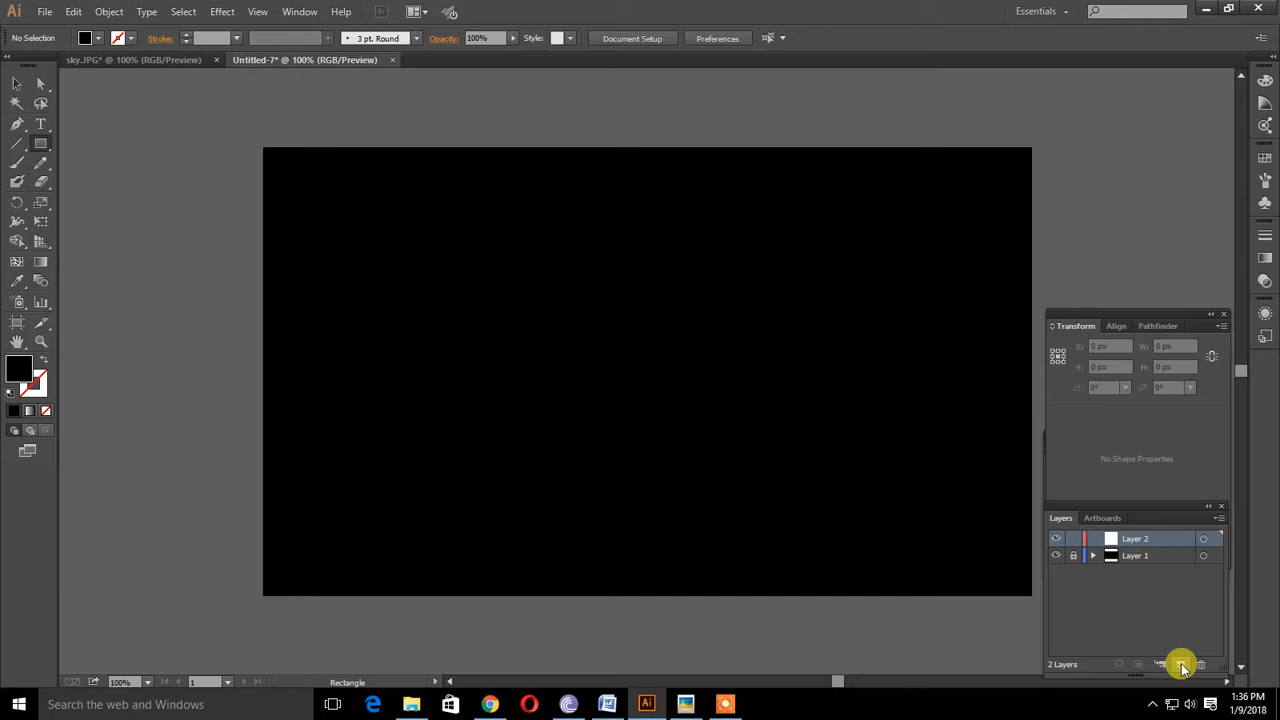 Ai File Edit Object Type Select Effect View Window Help Br Essentials
No Selection Stroke: 3 pt. Round Opacity: 100% Style: Document Setup Preferences
sky.JPG* @ 100% (RGB/Preview) × Untitled-7* @ 100% (RGB/Preview) ×
Transform Align Pathfinder
X: 0 px W: 0 px
Y: 0 px H: 0 px
0° 0°
No Shape Properties
Layers Artboards
Layer 2
Layer 1
2 Layers
100% 1 Rectangle
Search the web and Windows
1:36 PM
1/9/2018